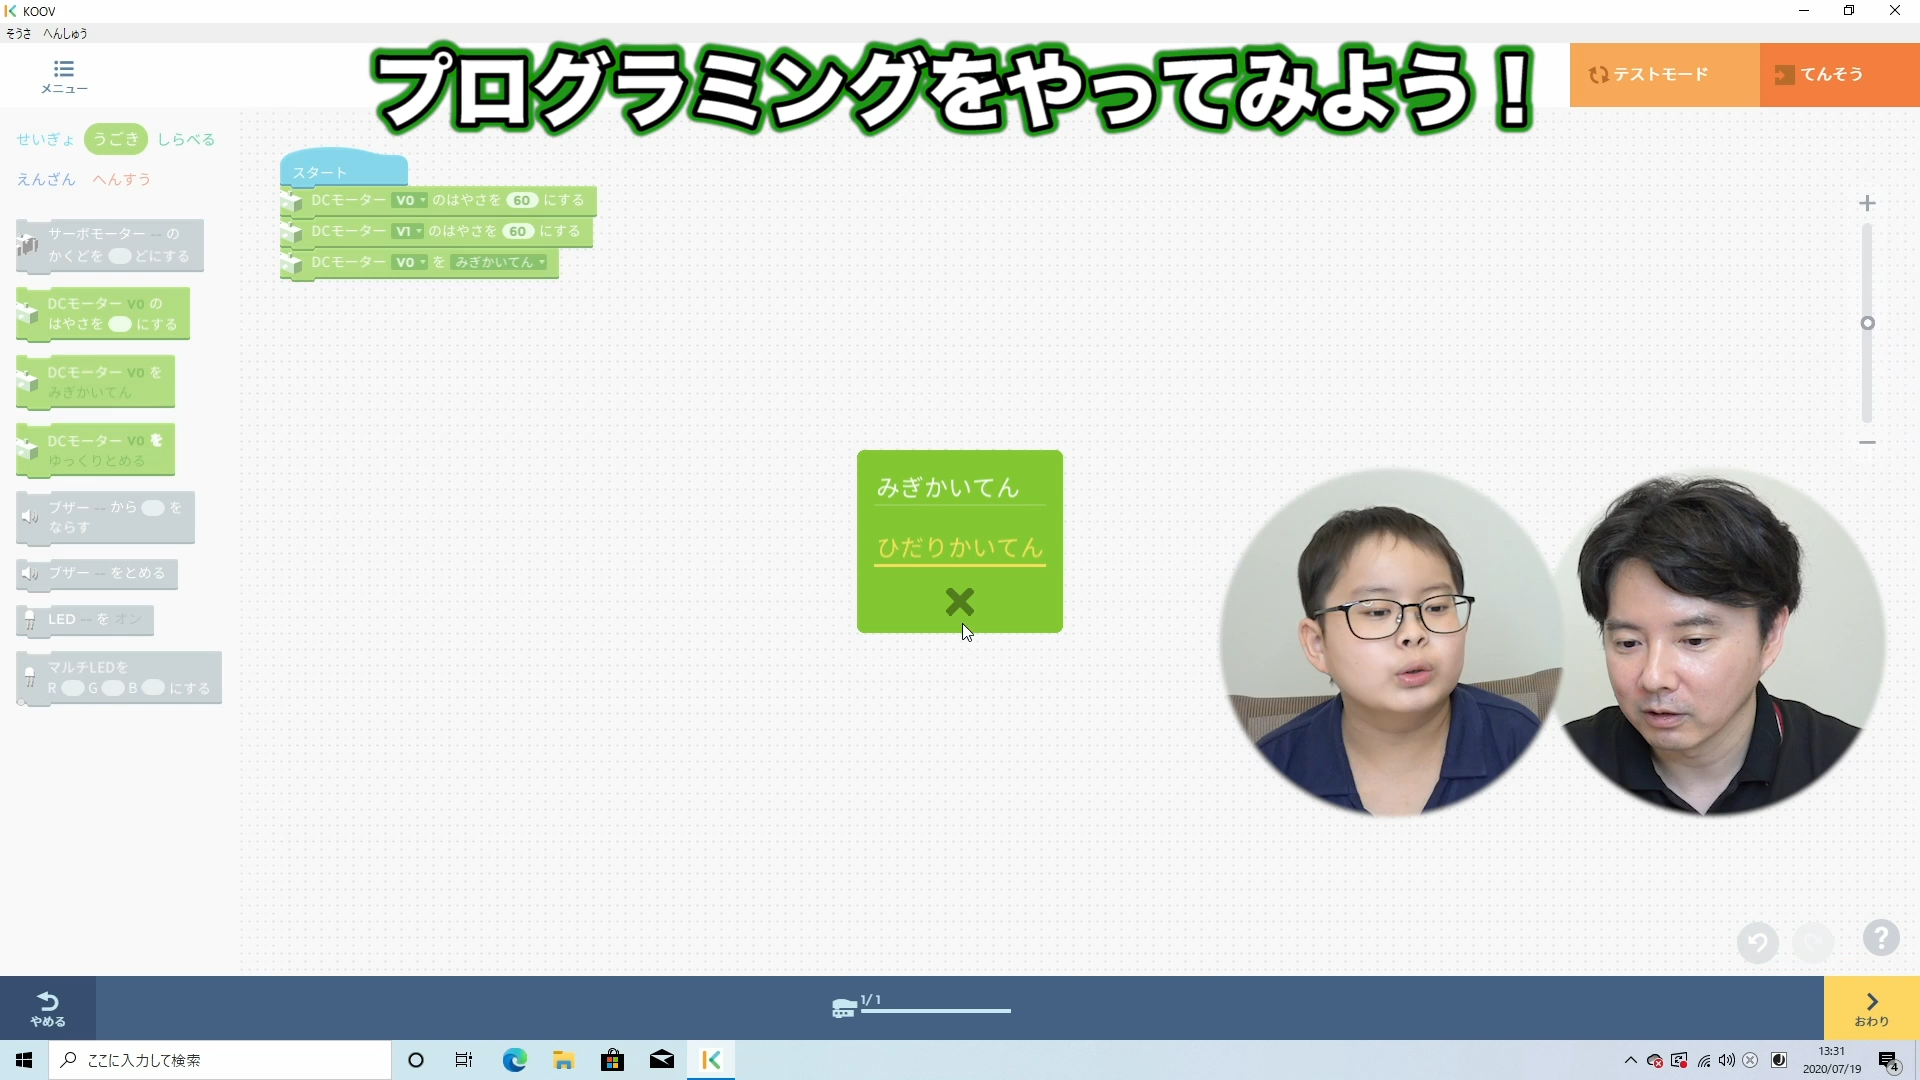 KOOV
そうさ へんしゅう
メニュー
プログラミングをやってみよう！
テストモード
てんそう
せいぎょ うごき しらべる
えんざん へんすう
スタート
DCモーター V0 のはやさを 60 にする
DCモーター V1 のはやさを 60 にする
DCモーター V0 を みぎかいてん
サーボモーター -- の
かくどを どにする
DCモーター V0 の
はやさを にする
DCモーター V0 を
みぎかいてん
DCモーター V0 を
ゆっくりとめる
ブザー -- から を
ならす
ブザー -- をとめる
LED -- を オン
マルチLEDを
R G B にする
みぎかいてん
ひだりかいてん
やめる
1/1
おわり
ここに入力して検索
13:31
2020/07/19
4